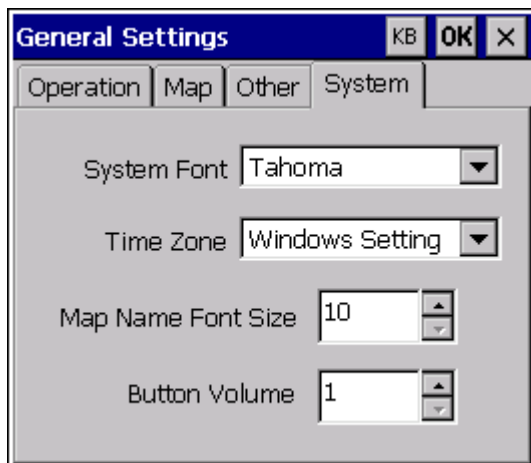 General Settings KB OK ×
Operation Map Other System
System Font Tahoma
Time Zone Windows Setting
Map Name Font Size 10
Button Volume 1